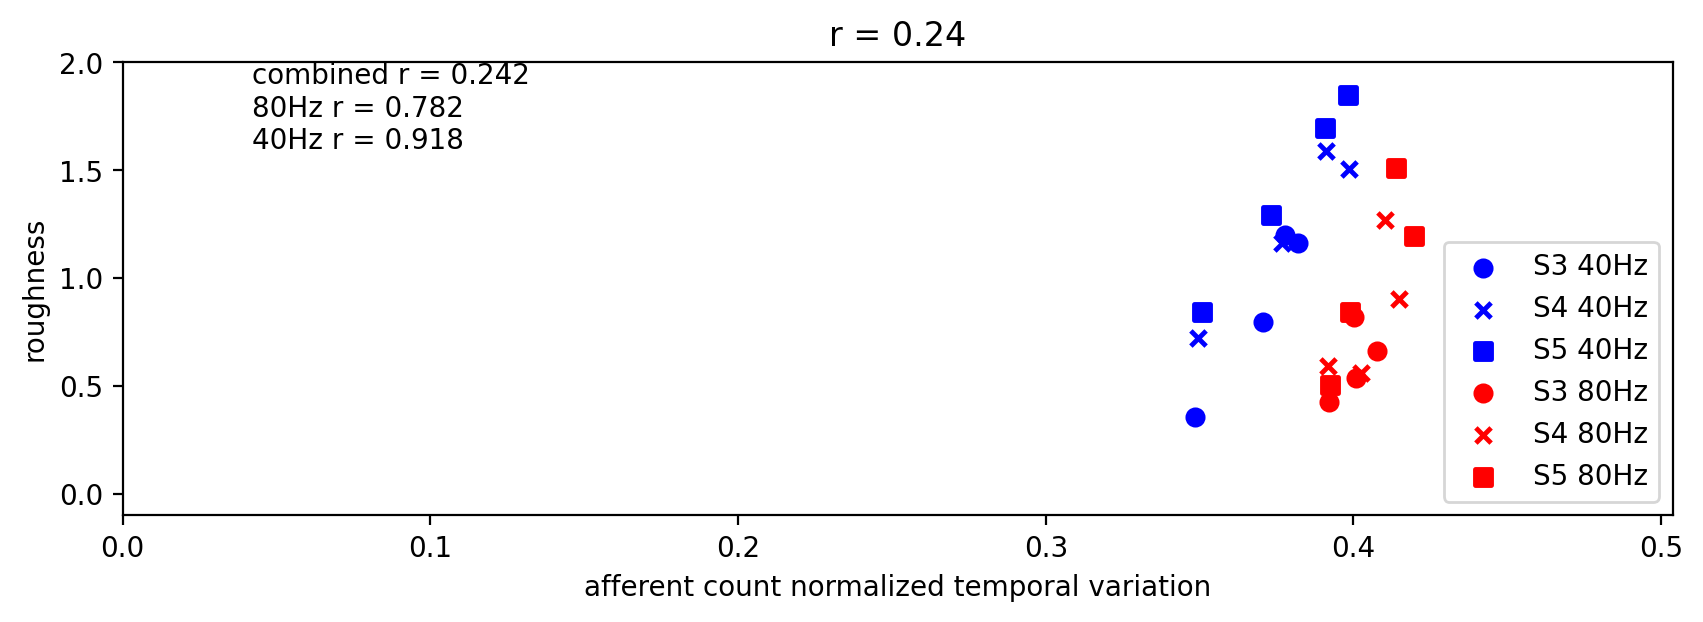 r = 0.24
combined r = 0.242
80Hz r = 0.782
40Hz r = 0.918
2.0
1.5
1.0
0.5
0.0
roughness
S3 40Hz
S4 40Hz
S5 40Hz
S3 80Hz
S4 80Hz
S5 80Hz
0.0 0.1 0.2 0.3 0.4 0.5
afferent count normalized temporal variation